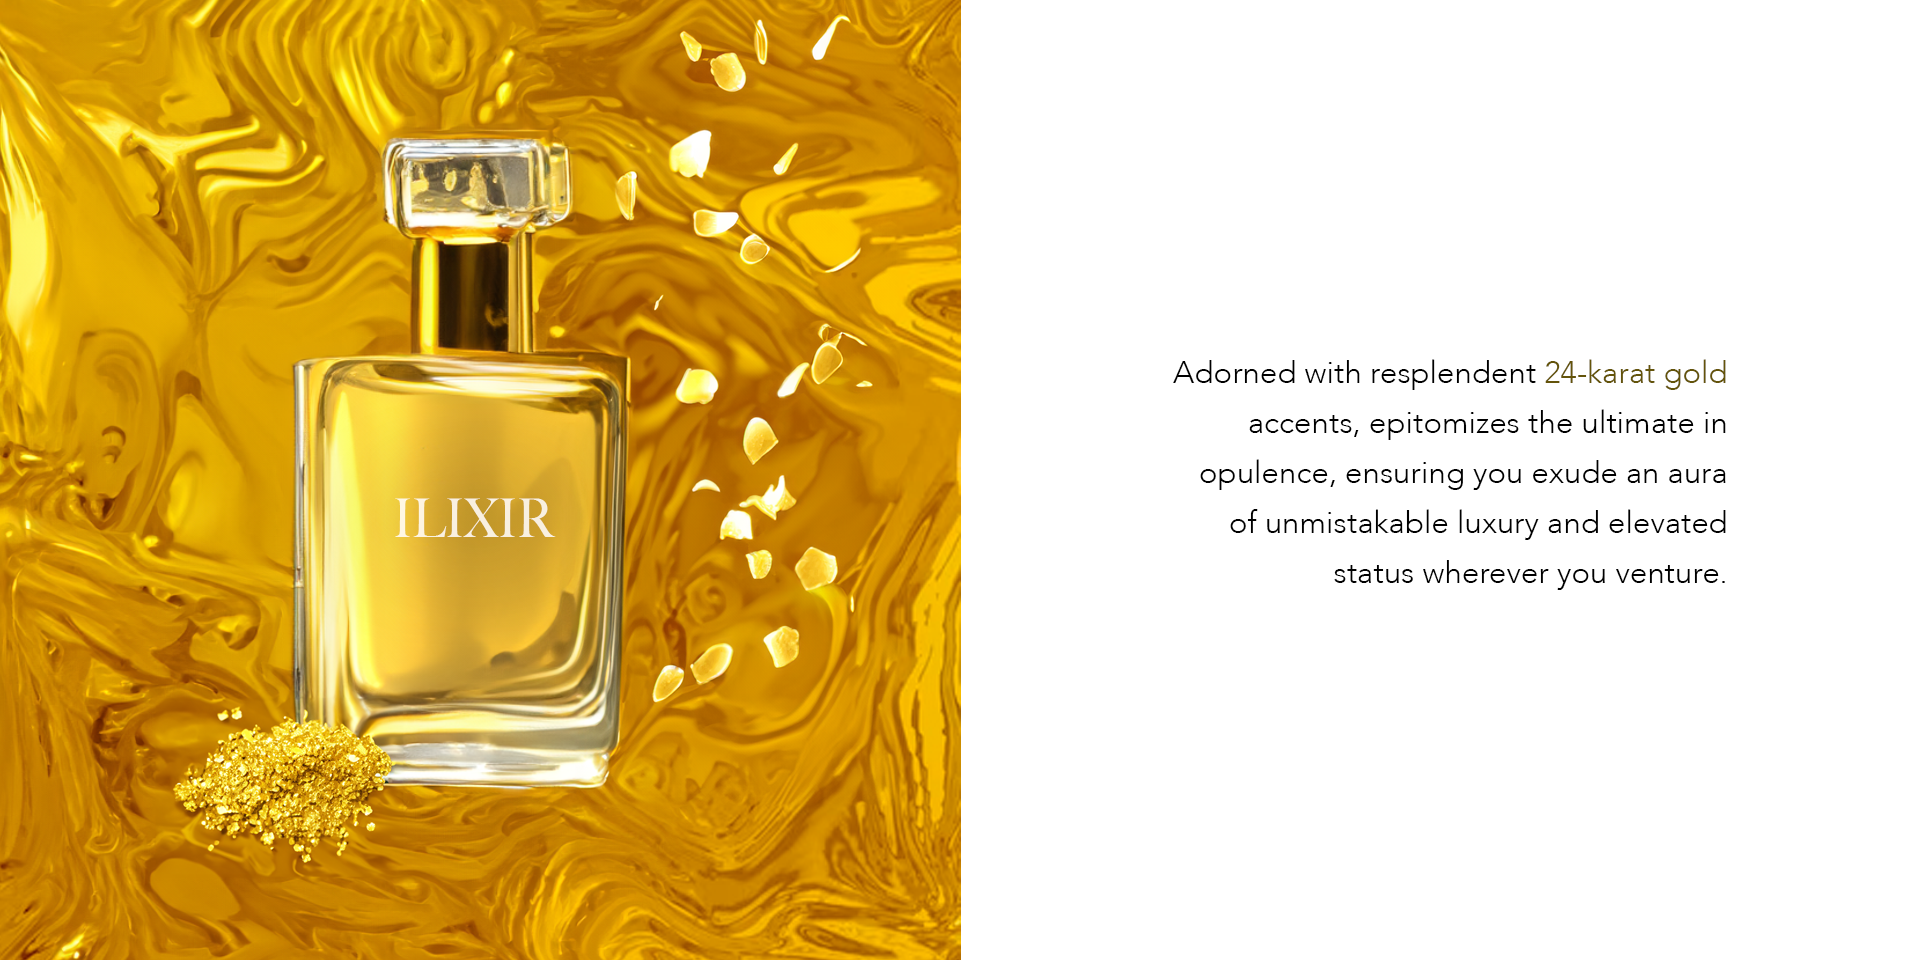 ILIXIR
Adorned with resplendent 24-karat gold
accents, epitomizes the ultimate in
opulence, ensuring you exude an aura
of unmistakable luxury and elevated
status wherever you venture.